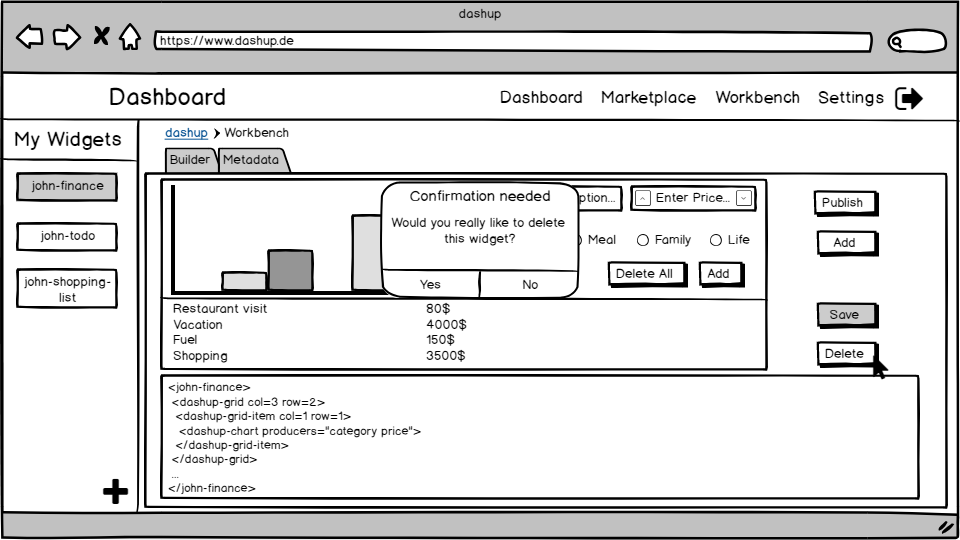 dashup
https://www.dashup.de
Dashboard
Dashboard Marketplace Workbench Settings
My Widgets
john-finance
john-todo
john-shopping-
list
dashup Workbench
Builder Metadata
Confirmation needed
Would you really like to delete
this widget?
Yes No
ption... Enter Price...
Meal Family Life
Delete All Add
Restaurant visit 80$
Vacation 4000$
Fuel 150$
Shopping 3500$
Publish
Add
Save
Delete
<john-finance>
<dashup-grid col=3 row=2>
<dashup-grid-item col=1 row=1>
<dashup-chart producers="category price">
</dashup-grid-item>
</dashup-grid>
...
</john-finance>